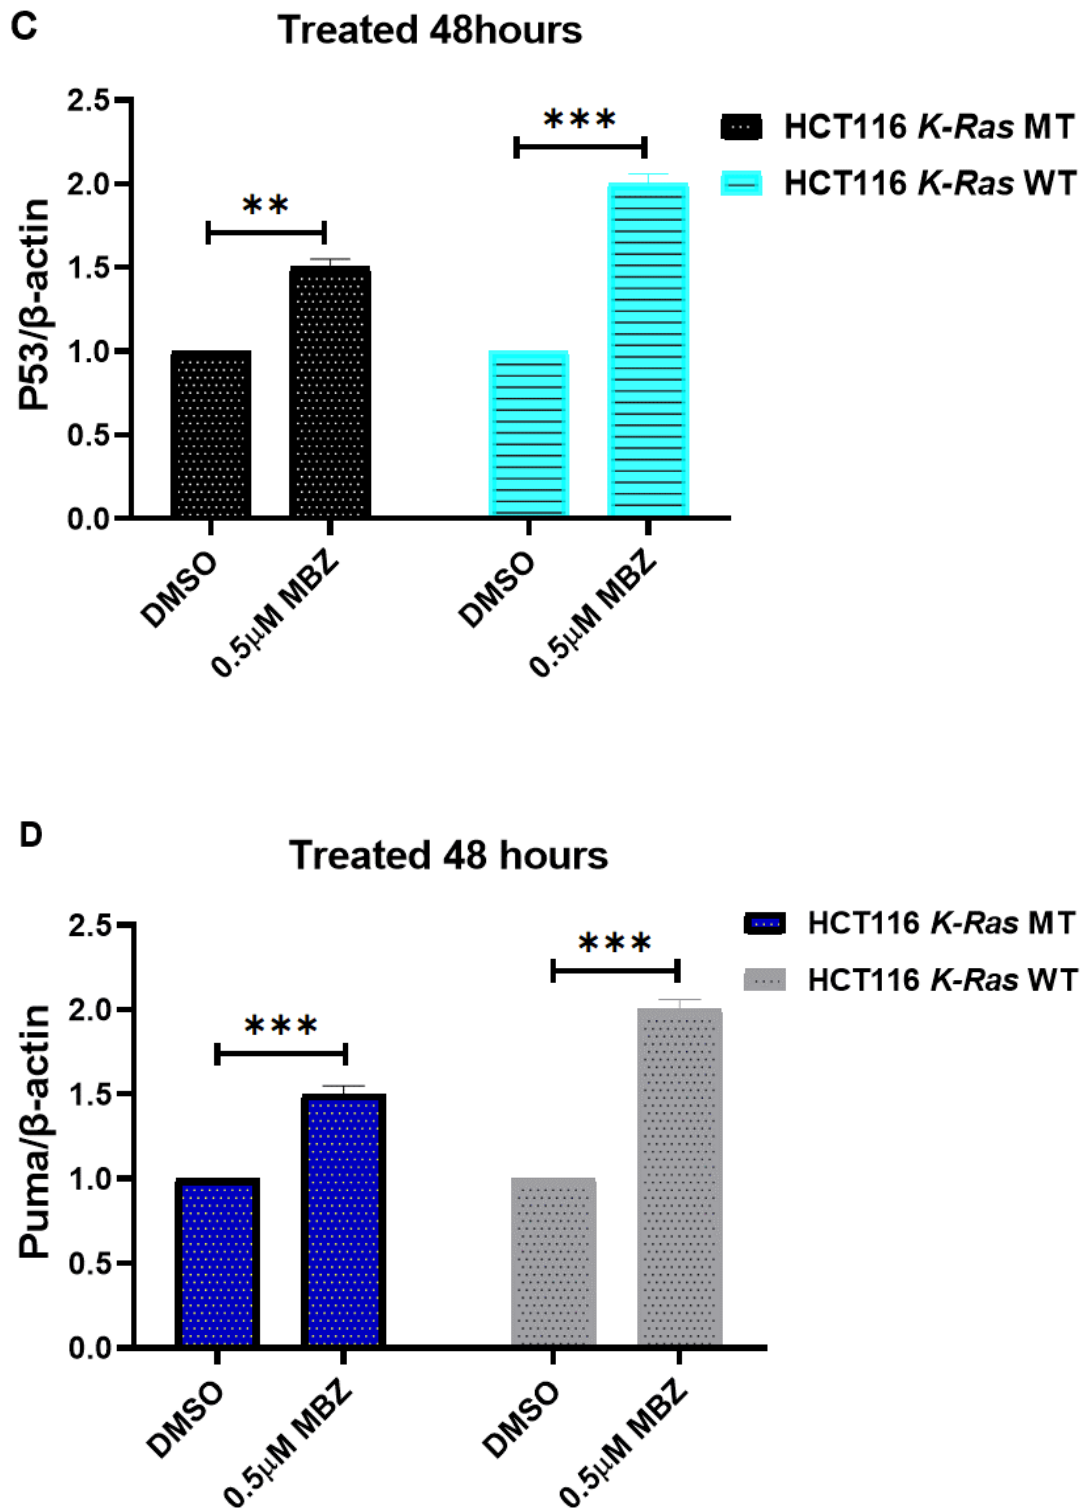 C
Treated 48hours
2.5
2.0
1.5
1.0
0.5
0.0
P53/β-actin
**
***
HCT116 K-Ras MT
HCT116 K-Ras WT
DMSO
0.5μM MBZ
DMSO
0.5μM MBZ
D
Treated 48 hours
2.5
2.0
1.5
1.0
0.5
0.0
Puma/β-actin
***
***
HCT116 K-Ras MT
HCT116 K-Ras WT
DMSO
0.5μM MBZ
DMSO
0.5μM MBZ